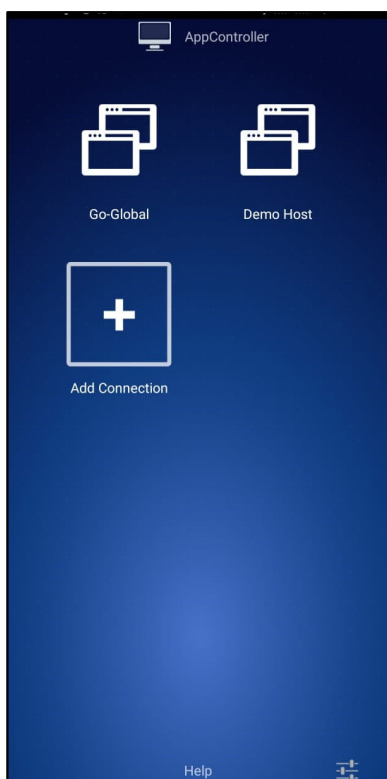 AppController
Go-Global
Demo Host
Add Connection
Help